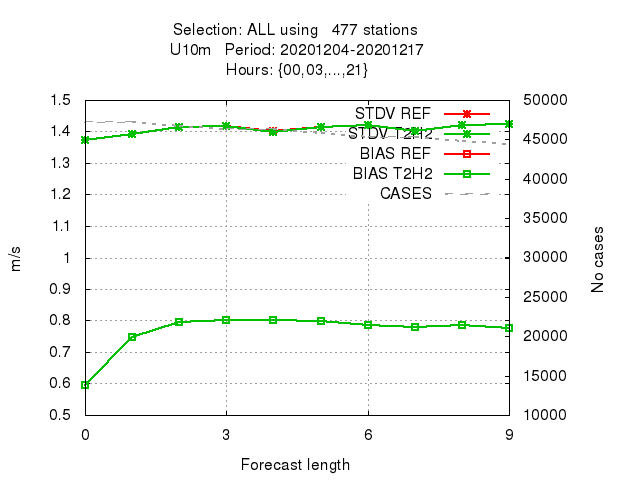 Selection: ALL using   477 stations
U10m   Period: 20201204-20201217
Hours: {00,03,...,21}
1.5
1.4
1.3
1.2
1.1
1
0.9
0.8
0.7
0.6
0.5
m/s
STDV REF
STDV T2H2
BIAS REF
BIAS T2H2
CASES
50000
45000
40000
35000
30000
25000
20000
15000
10000
No cases
0 3 6 9
Forecast length